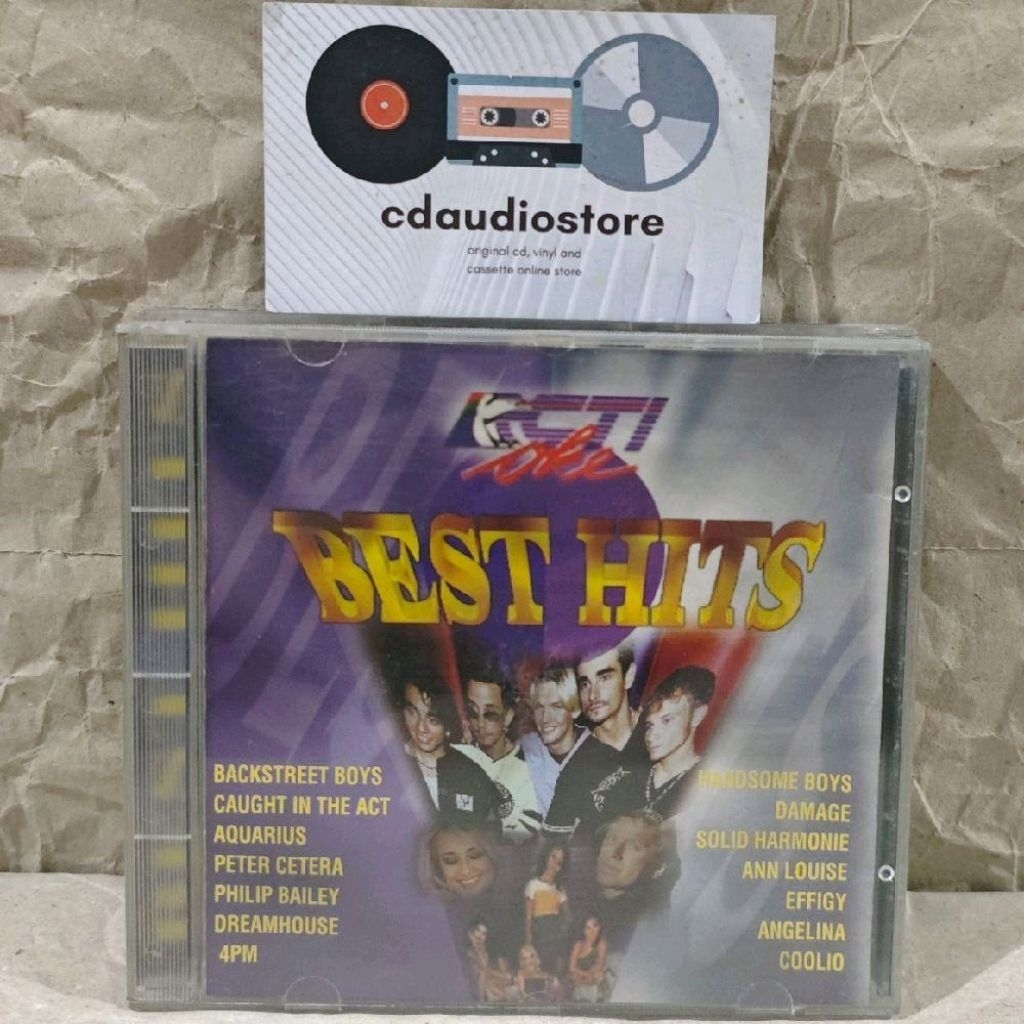 cdaudiostore
original cd, vinyl and
cassette online store
RCTI
oke
BEST HITS
BACKSTREET BOYS
CAUGHT IN THE ACT
AQUARIUS
PETER CETERA
PHILIP BAILEY
DREAMHOUSE
4PM
HANDSOME BOYS
DAMAGE
SOLID HARMONIE
ANN LOUISE
EFFIGY
ANGELINA
COOLIO